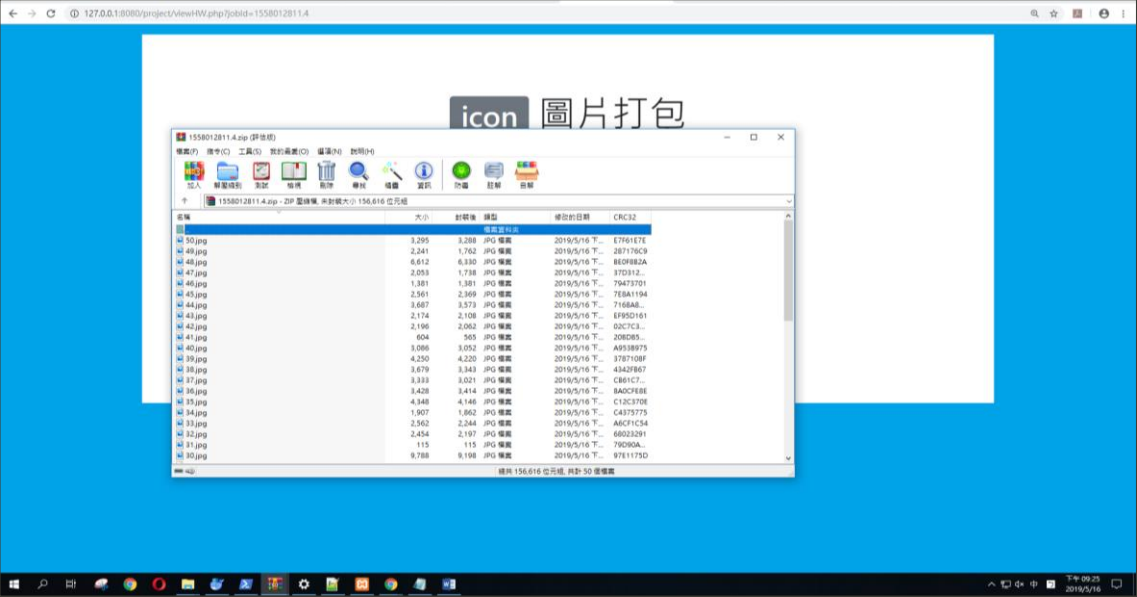 127.0.0.1:8080/project/viewHW.php?jobId=1558012811.4
icon 圖片打包
1558012811.4.zip (評估版)
檔案(F) 指令(C) 工具(S) 我的最愛(O) 選項(N) 說明(H)
加入 解壓縮到 測試 檢視 刪除 尋找 精靈 資訊 防毒 註解 自解
1558012811.4.zip - ZIP 壓縮檔, 未封裝大小 156,616 位元組
名稱 大小 封裝後 類型 修改的日期 CRC32
.. 檔案資料夾
50.jpg 3,295 3,288 JPG 檔案 2019/5/16 下... E7F61E7E
49.jpg 2,241 1,762 JPG 檔案 2019/5/16 下... 287176C9
48.jpg 6,612 6,330 JPG 檔案 2019/5/16 下... BE0F8B2A
47.jpg 2,053 1,738 JPG 檔案 2019/5/16 下... 37D312...
46.jpg 1,381 1,381 JPG 檔案 2019/5/16 下... 79473701
45.jpg 2,561 2,369 JPG 檔案 2019/5/16 下... 7E8A1194
44.jpg 3,687 3,573 JPG 檔案 2019/5/16 下... 7168A8...
43.jpg 2,174 2,108 JPG 檔案 2019/5/16 下... EF95D161
42.jpg 2,196 2,062 JPG 檔案 2019/5/16 下... 02C7C3...
41.jpg 604 565 JPG 檔案 2019/5/16 下... 208D85...
40.jpg 3,086 3,052 JPG 檔案 2019/5/16 下... A953B975
39.jpg 4,250 4,220 JPG 檔案 2019/5/16 下... 3787108F
38.jpg 3,679 3,343 JPG 檔案 2019/5/16 下... 4342FB67
37.jpg 3,333 3,021 JPG 檔案 2019/5/16 下... CB61C7...
36.jpg 3,428 3,414 JPG 檔案 2019/5/16 下... 8A0CFE8E
35.jpg 4,348 4,146 JPG 檔案 2019/5/16 下... C12C370E
34.jpg 1,907 1,862 JPG 檔案 2019/5/16 下... C4375775
33.jpg 2,562 2,244 JPG 檔案 2019/5/16 下... A6CF1C54
32.jpg 2,454 2,197 JPG 檔案 2019/5/16 下... 68023291
31.jpg 115 115 JPG 檔案 2019/5/16 下... 79D90A...
30.jpg 9,788 9,198 JPG 檔案 2019/5/16 下... 97E1175D
總共 156,616 位元組, 共計 50 個檔案
中 下午 09:25
2019/5/16